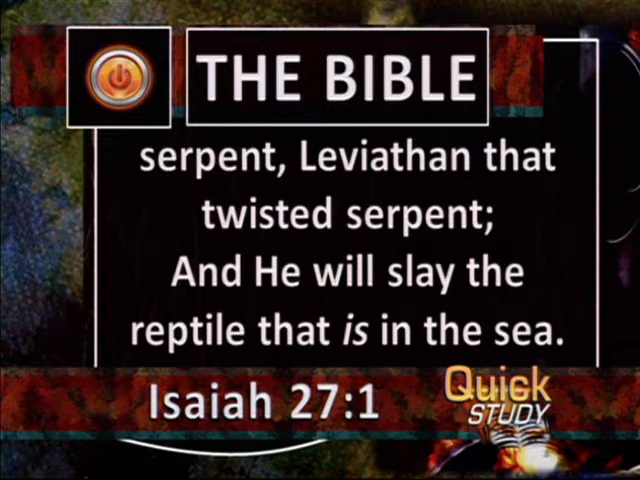 THE BIBLE
serpent, Leviathan that
twisted serpent;
And He will slay the
reptile that is in the sea.
Isaiah 27:1
Quick
STUDY